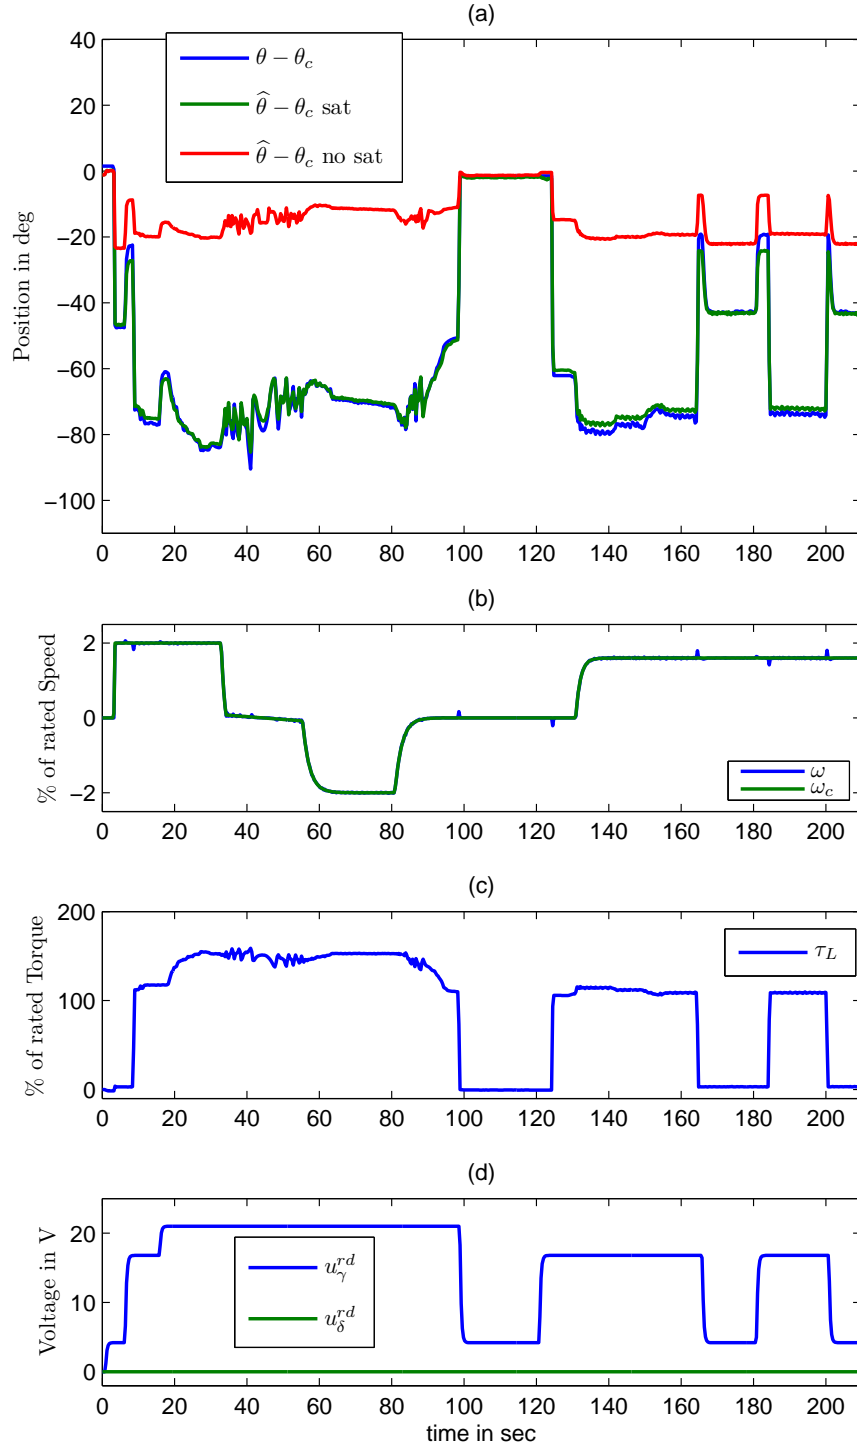 (a)
Position in deg
40
20
0
−20
−40
−60
−80
−100
θ − θ_c
θ̂ − θ_c sat
θ̂ − θ_c no sat
0 20 40 60 80 100 120 140 160 180 200
(b)
% of rated Speed
2
0
−2
ω
ω_c
0 20 40 60 80 100 120 140 160 180 200
(c)
% of rated Torque
200
100
0
τ_L
0 20 40 60 80 100 120 140 160 180 200
(d)
Voltage in V
20
10
0
u_γ^{rd}
u_δ^{rd}
0 20 40 60 80 100 120 140 160 180 200
time in sec